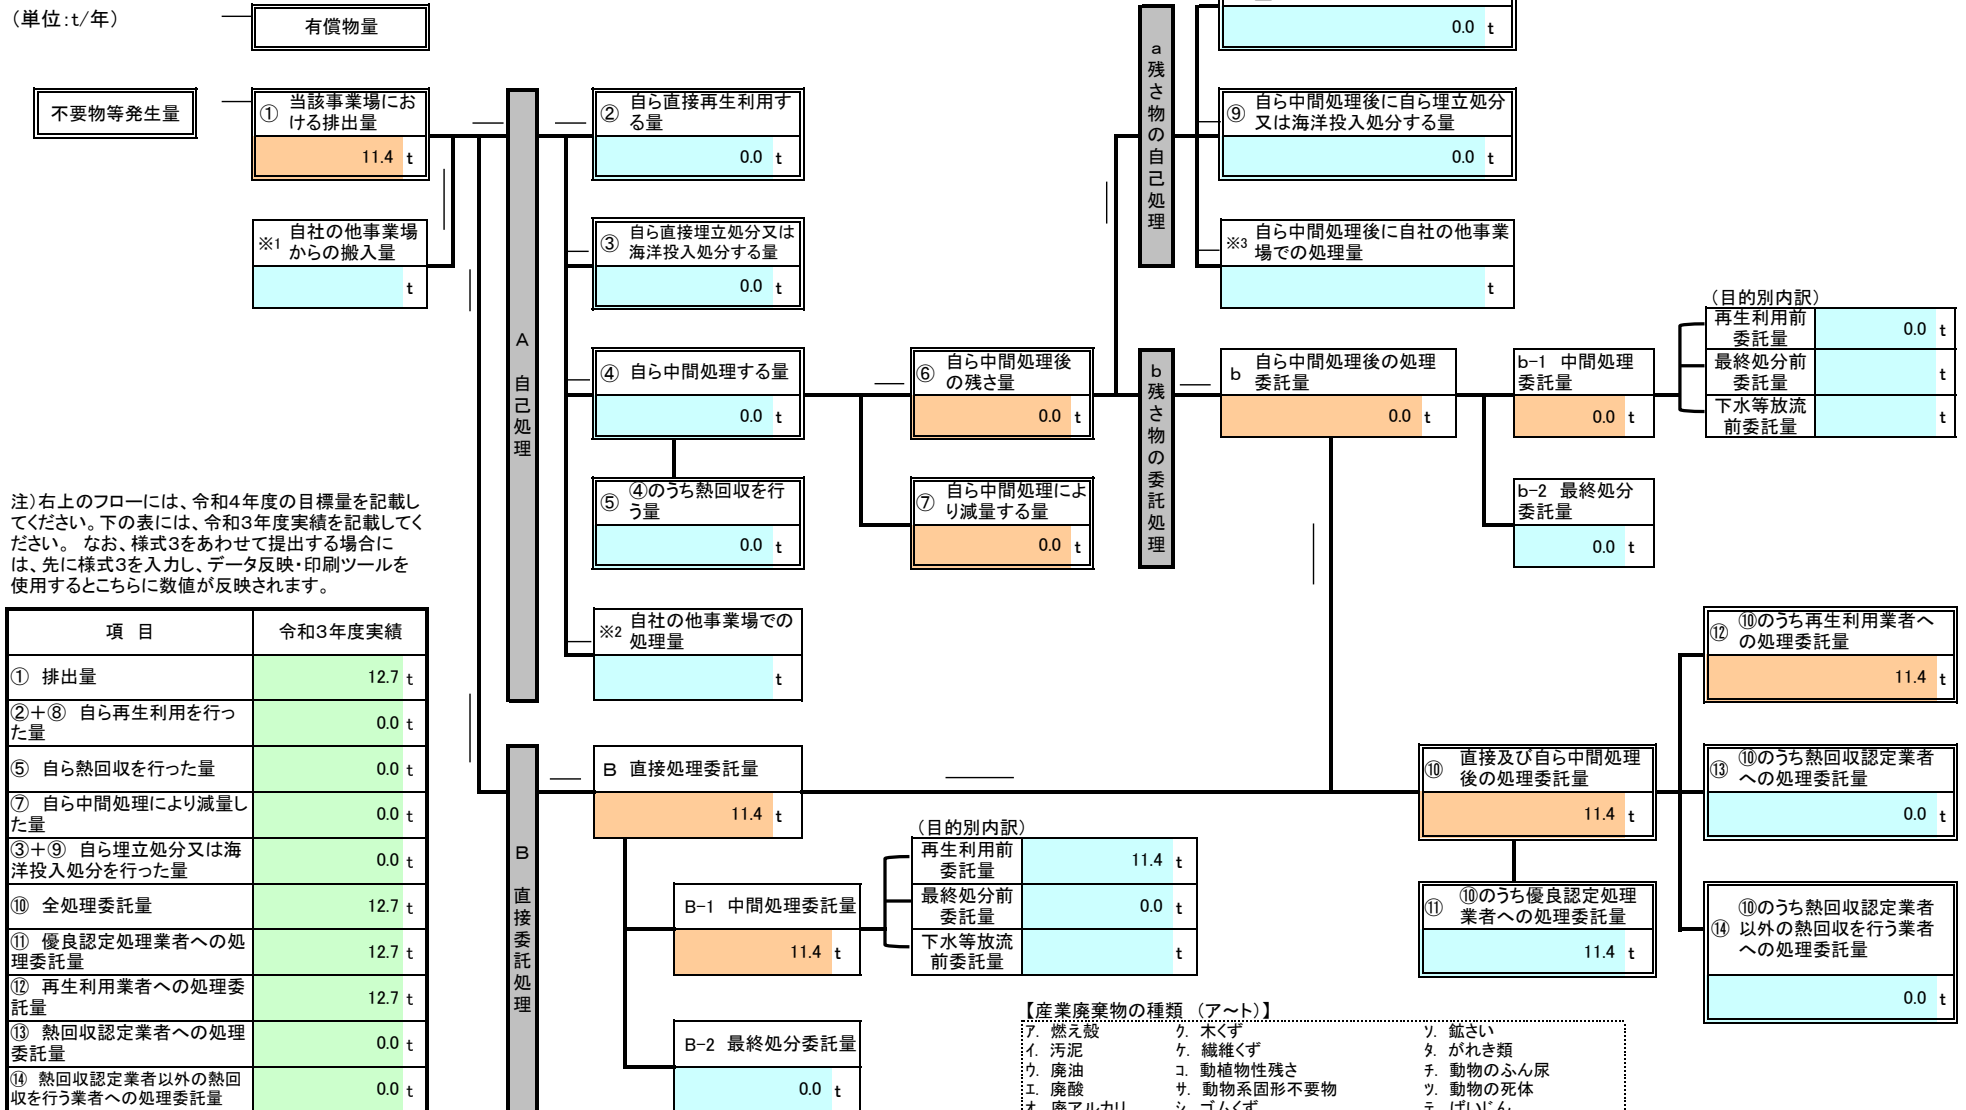 (単位:t/年)
有償物量
0.0 t
不要物等発生量
① 当該事業場にお
ける排出量
11.4 t
※1 自社の他事業場
からの搬入量
t
A 自己処理
② 自ら直接再生利用す
る量
0.0 t
③ 自ら直接埋立処分又は
海洋投入処分する量
0.0 t
④ 自ら中間処理する量
0.0 t
⑤ ④のうち熱回収を行
う量
0.0 t
※2 自社の他事業場での
処理量
t
⑥ 自ら中間処理後
の残さ量
0.0 t
⑦ 自ら中間処理によ
り減量する量
0.0 t
a 残さ物の自己処理
⑨ 自ら中間処理後に自ら埋立処分
又は海洋投入処分する量
0.0 t
※3 自ら中間処理後に自社の他事業
場での処理量
t
b 残さ物の委託処理
b 自ら中間処理後の処理
委託量
0.0 t
b-1 中間処理
委託量
0.0 t
b-2 最終処分
委託量
0.0 t
(目的別内訳)
再生利用前
委託量
0.0 t
最終処分前
委託量
t
下水等放流
前委託量
t
注)右上のフローには、令和4年度の目標量を記載し
てください。下の表には、令和3年度実績を記載してく
ださい。 なお、様式3をあわせて提出する場合に
は、先に様式3を入力し、データ反映・印刷ツールを
使用するとこちらに数値が反映されます。
項 目 令和3年度実績
① 排出量 12.7 t
②+⑧ 自ら再生利用を行っ
た量
0.0 t
⑤ 自ら熱回収を行った量 0.0 t
⑦ 自ら中間処理により減量し
た量
0.0 t
③+⑨ 自ら埋立処分又は海
洋投入処分を行った量
0.0 t
⑩ 全処理委託量 12.7 t
⑪ 優良認定処理業者への処
理委託量
12.7 t
⑫ 再生利用業者への処理委
託量
12.7 t
⑬ 熱回収認定業者への処理
委託量
0.0 t
⑭ 熱回収認定業者以外の熱回
収を行う業者への処理委託量
0.0 t
B 直接委託処理
B 直接処理委託量
11.4 t
B-1 中間処理委託量
11.4 t
B-2 最終処分委託量
0.0 t
(目的別内訳)
再生利用前
委託量
11.4 t
最終処分前
委託量
0.0 t
下水等放流
前委託量
t
⑩ 直接及び自ら中間処理
後の処理委託量
11.4 t
⑪ ⑩のうち優良認定処理
業者への処理委託量
11.4 t
⑫ ⑩のうち再生利用業者へ
の処理委託量
11.4 t
⑬ ⑩のうち熱回収認定業者
への処理委託量
0.0 t
⑭ ⑩のうち熱回収認定業者
以外の熱回収を行う業者
への処理委託量
0.0 t
【産業廃棄物の種類 (ア~ト)】
ア. 燃え殻 ク. 木くず ソ. 鉱さい
イ. 汚泥 ケ. 繊維くず タ. がれき類
ウ. 廃油 コ. 動植物性残さ チ. 動物のふん尿
エ. 廃酸 サ. 動物系固形不要物 ツ. 動物の死体
オ. 廃アルカリ シ. ゴムくず テ. ばいじん